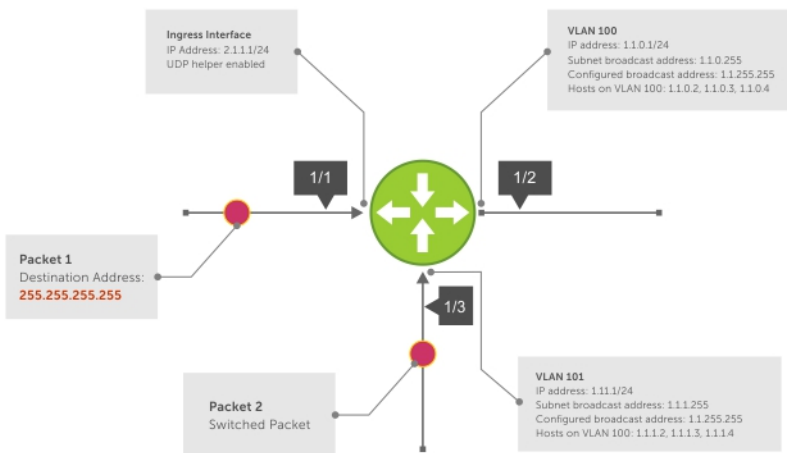 Ingress Interface
IP Address: 2.1.1.1/24
UDP helper enabled
VLAN 100
IP address: 1.1.0.1/24
Subnet broadcast address: 1.1.0.255
Configured broadcast address: 1.1.255.255
Hosts on VLAN 100: 1.1.0.2, 1.1.0.3, 1.1.0.4
1/1
1/2
Packet 1
Destination Address:
255.255.255.255
1/3
Packet 2
Switched Packet
VLAN 101
IP address: 1.11.1/24
Subnet broadcast address: 1.1.1.255
Configured broadcast address: 1.1.255.255
Hosts on VLAN 100: 1.1.1.2, 1.1.1.3, 1.1.1.4